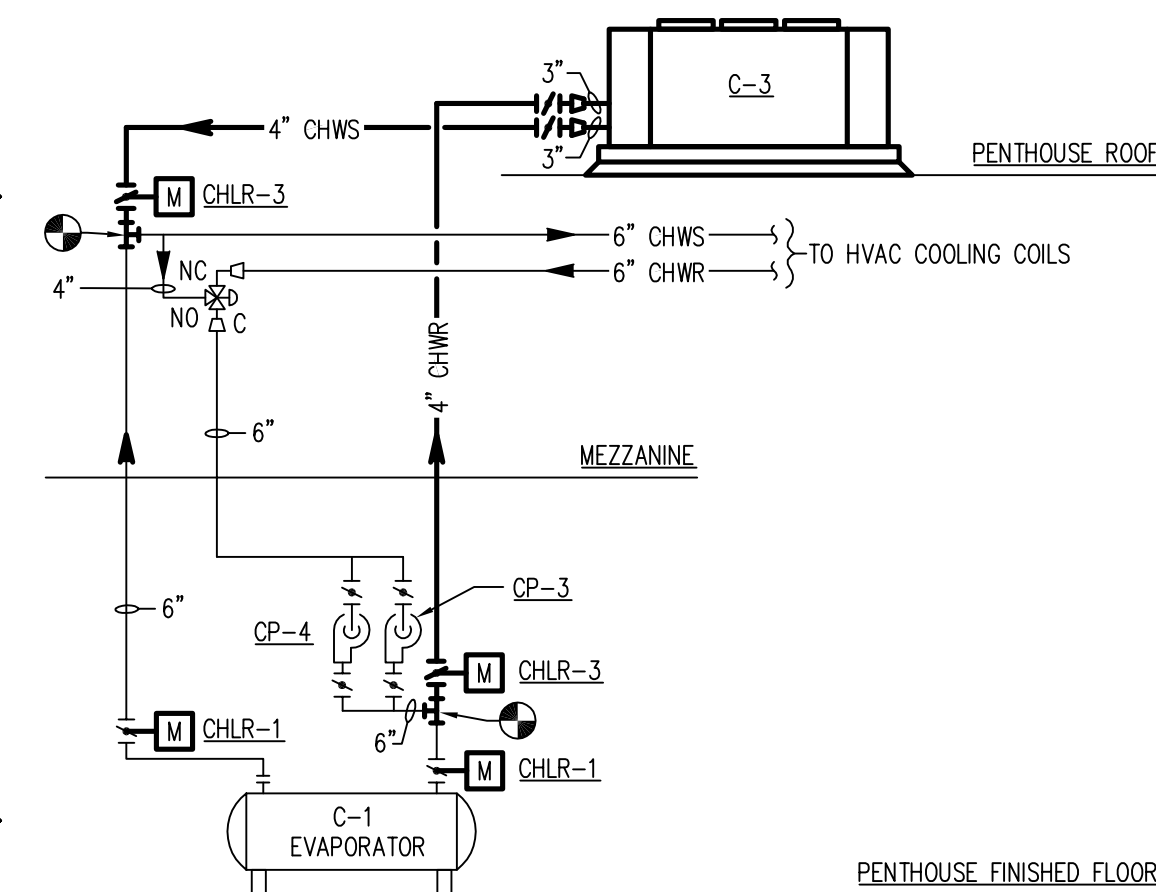 3”
C-3
4” CHWS
3”
PENTHOUSE ROOF
M CHLR-3
6” CHWS
TO HVAC COOLING COILS
NC
6” CHWR
4”
NO
C
4” CHWR
6”
MEZZANINE
CP-3
6”
CP-4
M CHLR-3
M CHLR-1
6”
M CHLR-1
C-1
EVAPORATOR
PENTHOUSE FINISHED FLOOR